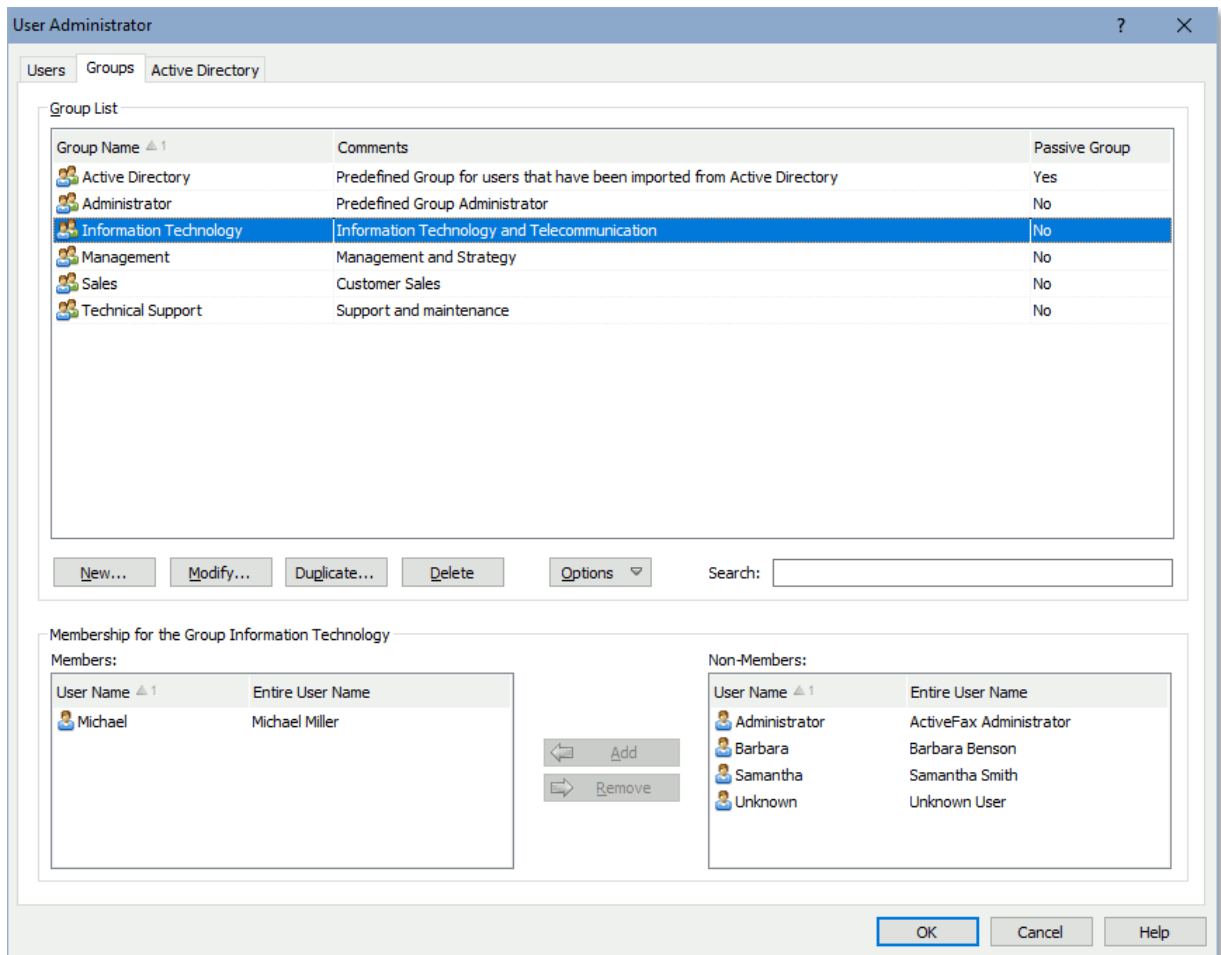 User Administrator ?
Users Groups Active Directory
Group List
Group Name 1 Comments Passive Group
Active Directory Predefined Group for users that have been imported from Active Directory Yes
Administrator Predefined Group Administrator No
Information Technology Information Technology and Telecommunication No
Management Management and Strategy No
Sales Customer Sales No
Technical Support Support and maintenance No
New... Modify... Duplicate... Delete Options Search:
Membership for the Group Information Technology
Members: Non-Members:
User Name 1 Entire User Name User Name 1 Entire User Name
Michael Michael Miller Administrator ActiveFax Administrator
Add Barbara Barbara Benson
Samantha Samantha Smith
Remove Unknown Unknown User
OK Cancel Help